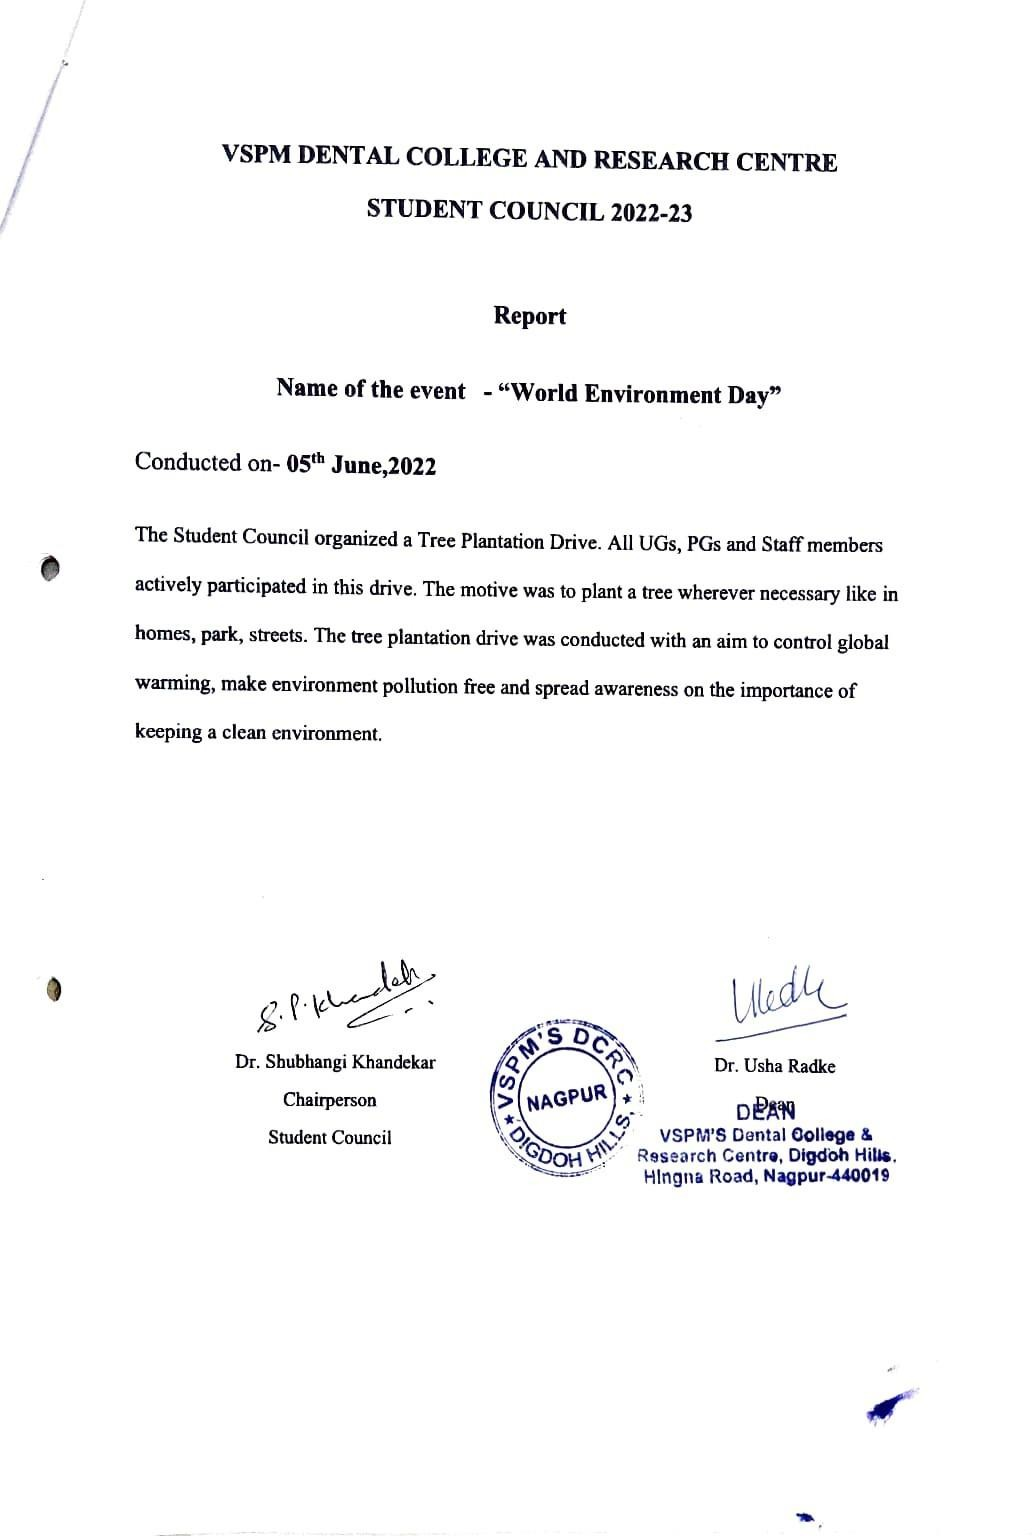 VSPM DENTAL COLLEGE AND RESEARCH CENTRE
STUDENT COUNCIL 2022-23
Report
Name of the event - “World Environment Day”
Conducted on- 05th June,2022
The Student Council organized a Tree Plantation Drive. All UGs, PGs and Staff members
actively participated in this drive. The motive was to plant a tree wherever necessary like in
homes, park, streets. The tree plantation drive was conducted with an aim to control global
warming, make environment pollution free and spread awareness on the importance of
keeping a clean environment.
S.P.Khandek
Dr. Shubhangi Khandekar
Chairperson
Student Council
VSPM'S DCRC
NAGPUR
DIGDOH HILLS,
Dr. Usha Radke
Dean
DEAN
VSPM'S Dental College &
Research Centre, Digdoh Hills,
Hingna Road, Nagpur-440019